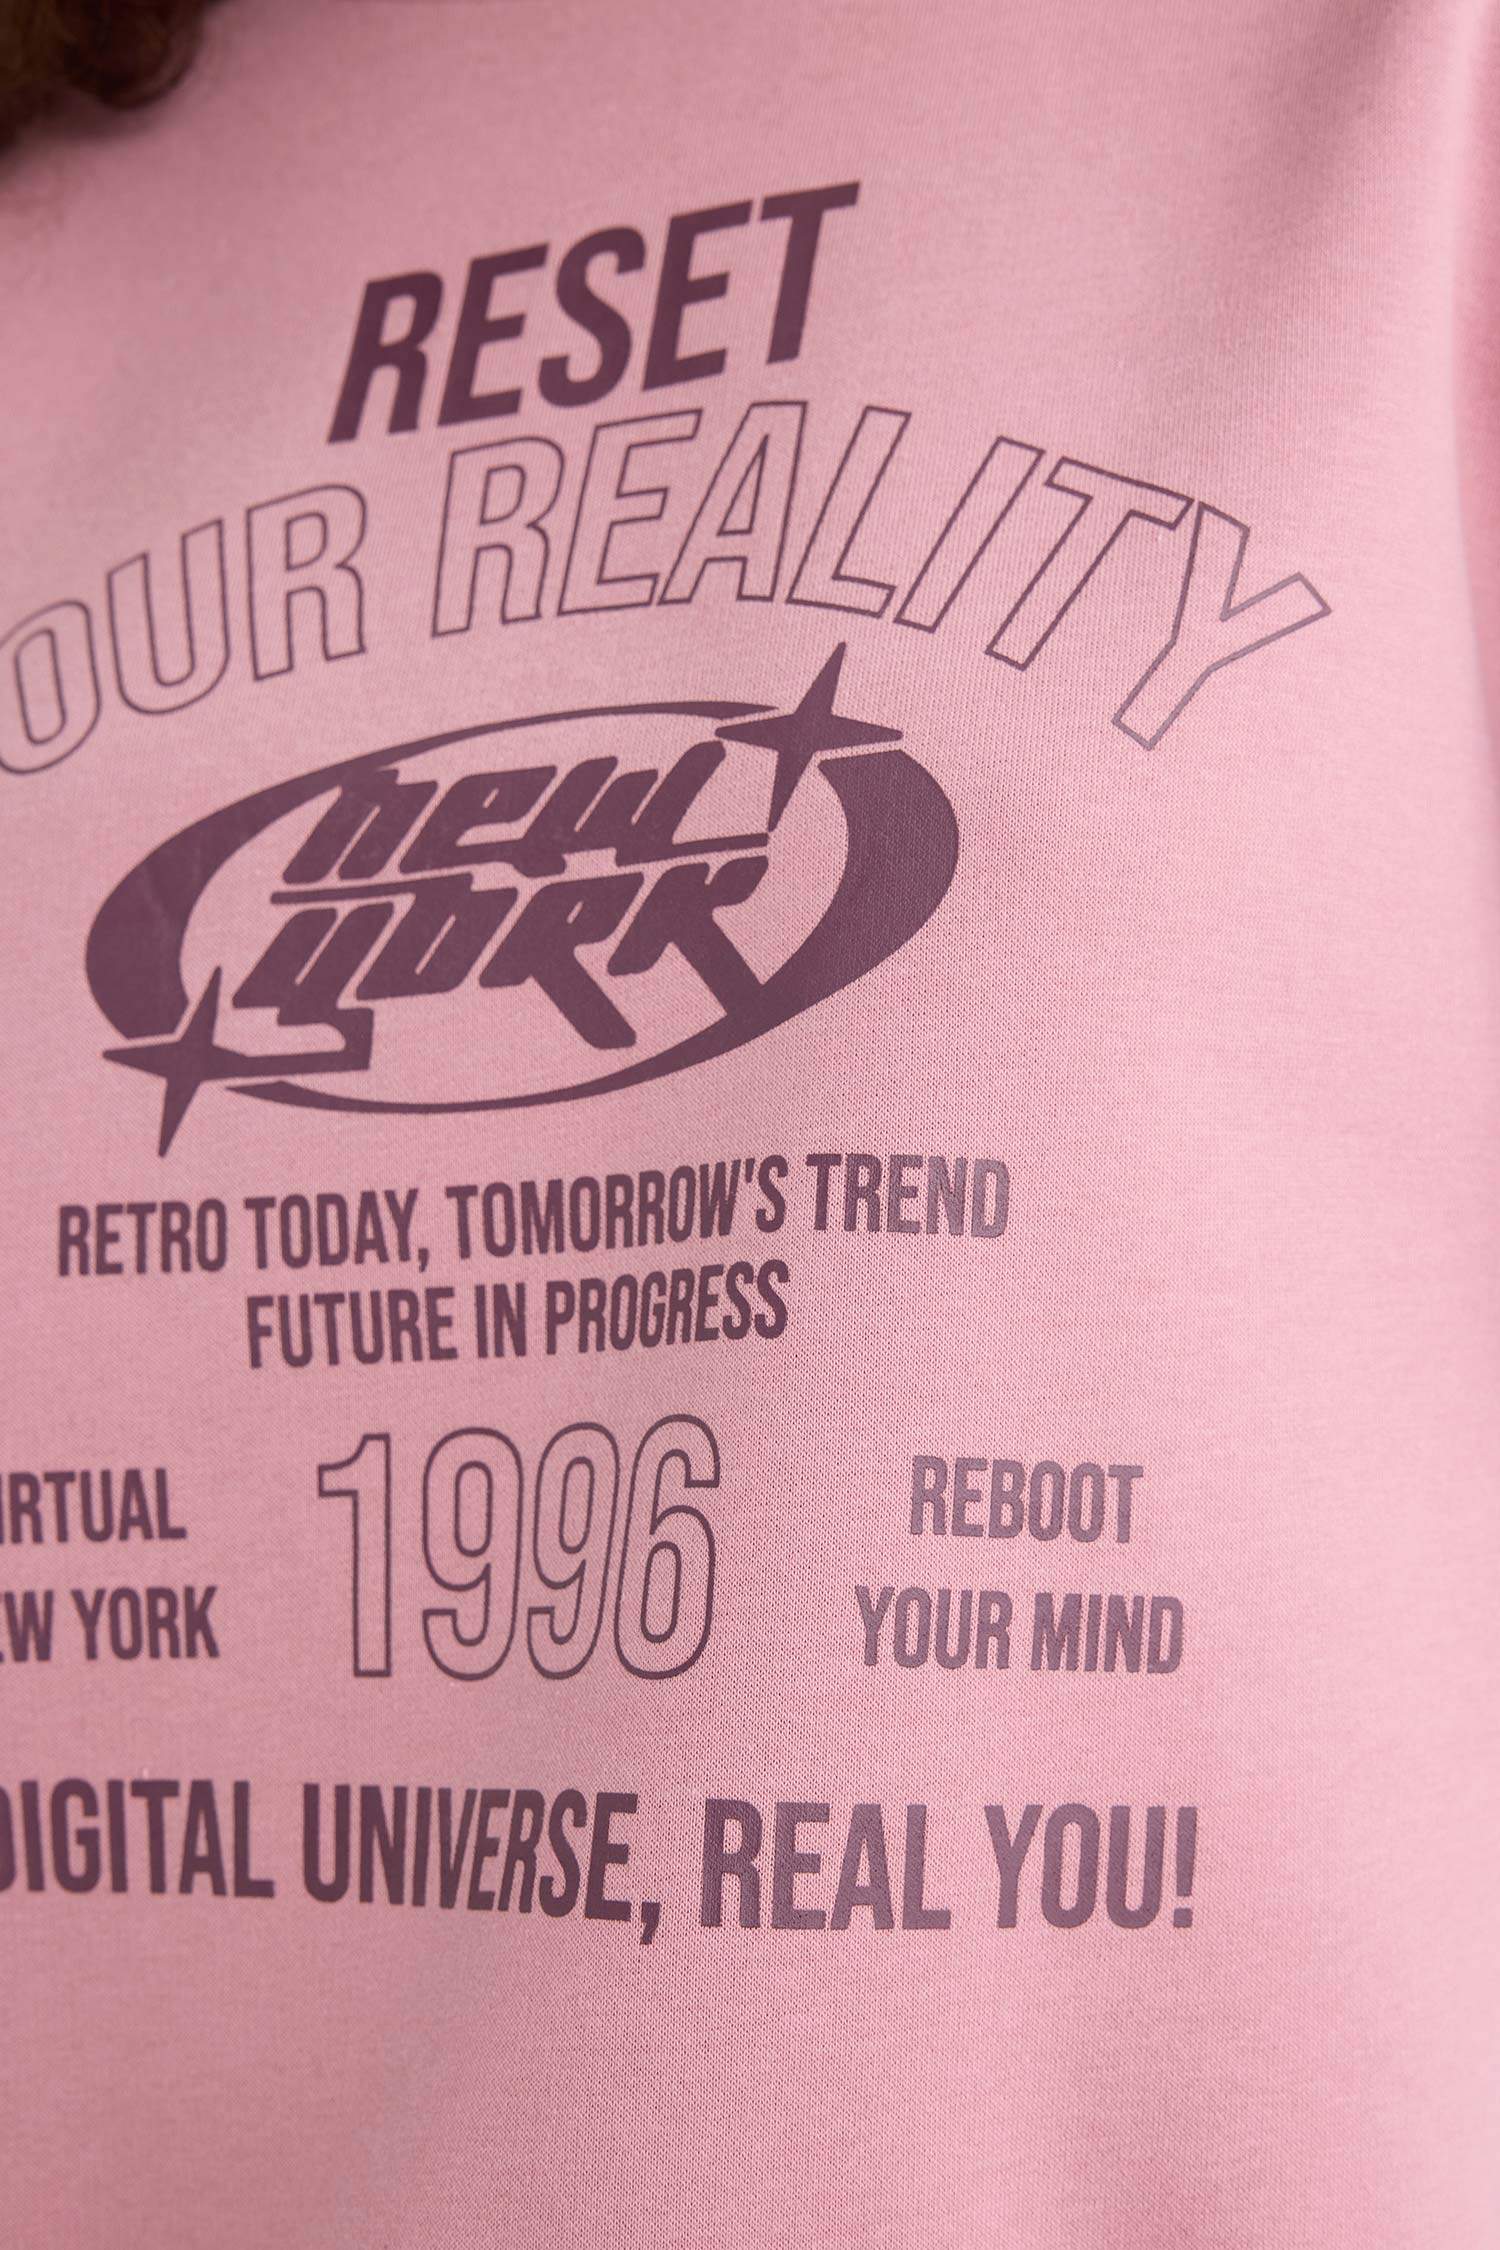 RESET
OUR REALITY
new
york
RETRO TODAY, TOMORROW'S TREND
FUTURE IN PROGRESS
IRTUAL 1996 REBOOT
EW YORK YOUR MIND
DIGITAL UNIVERSE, REAL YOU!